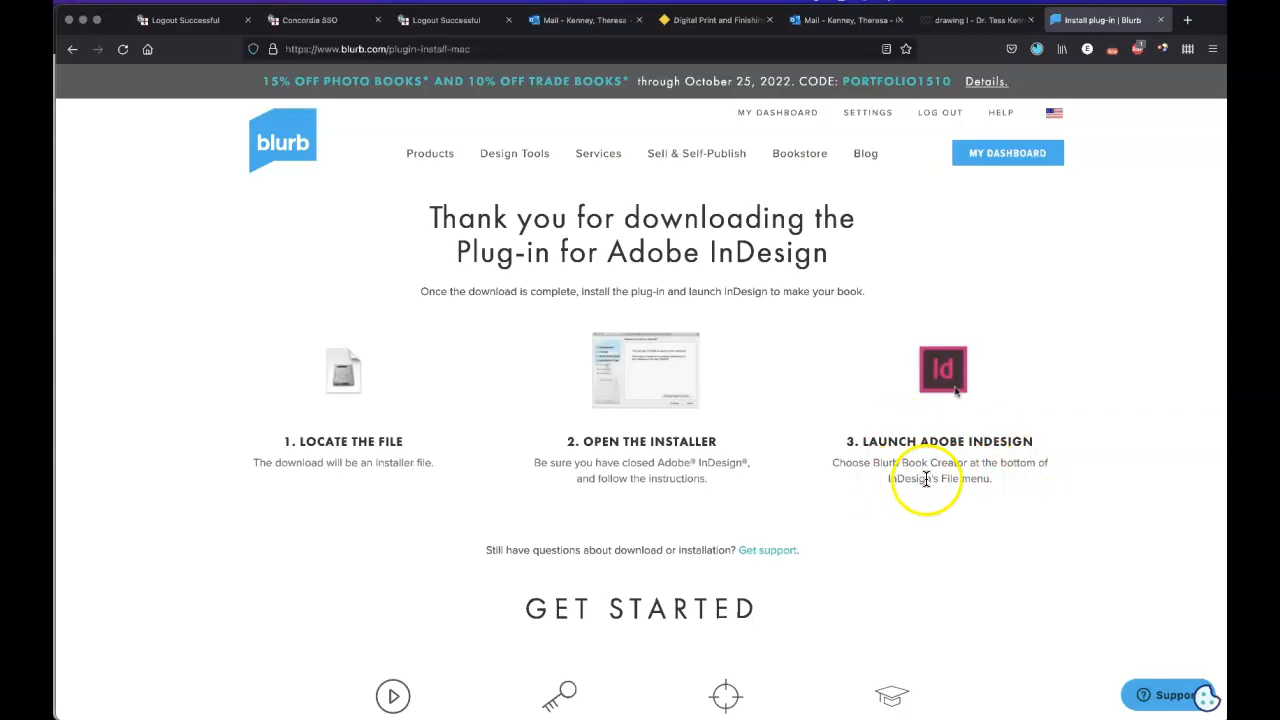 Logout Successful
Concordia SSO
Logout Successful
Mail - Kenney, Theresa -
Digital Print and Finishin
Mail - Kenney, Theresa -
drawing I - Dr. Tess Ken
Install plug-in | Blurb
https://www.blurb.com/plugin-install-mac
15% OFF PHOTO BOOKS* AND 10% OFF TRADE BOOKS* through October 25, 2022. CODE: PORTFOLIO1510 Details.
MY DASHBOARD SETTINGS LOG OUT HELP
blurb
Products Design Tools Services Sell & Self-Publish Bookstore Blog MY DASHBOARD
Thank you for downloading the
Plug-in for Adobe InDesign
Once the download is complete, install the plug-in and launch InDesign to make your book.
Id
1. LOCATE THE FILE
The download will be an installer file.
2. OPEN THE INSTALLER
Be sure you have closed Adobe® InDesign®,
and follow the instructions.
3. LAUNCH ADOBE INDESIGN
Choose Blurb Book Creator at the bottom of
InDesign's File menu.
Still have questions about download or installation? Get support.
GET STARTED
Suppor